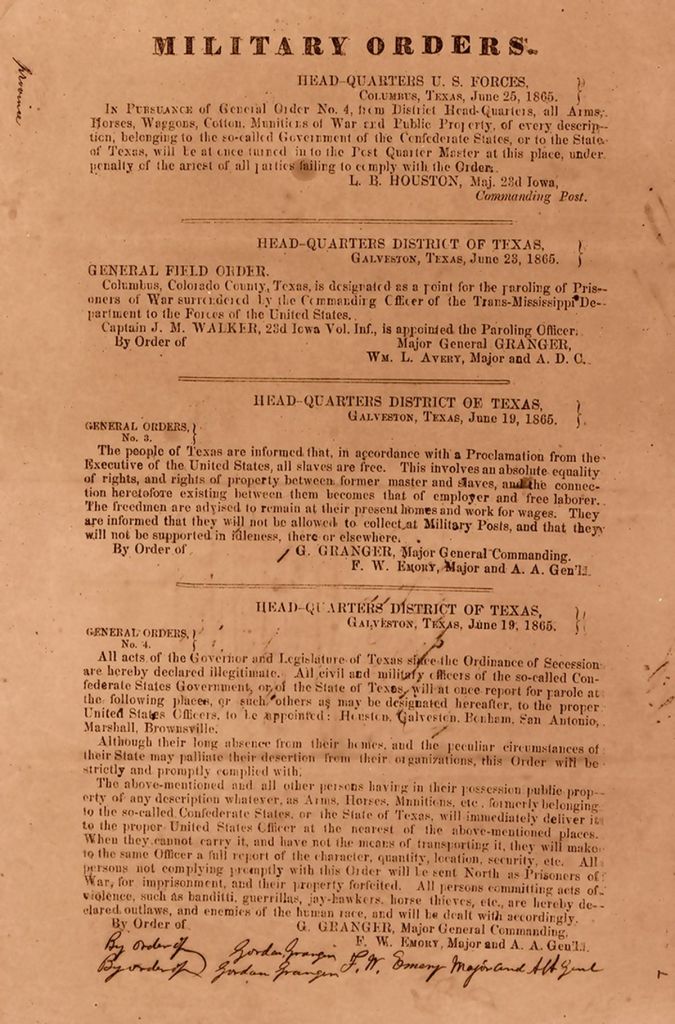 MILITARY ORDERS.
province
HEAD-QUARTERS U. S. FORCES,
COLUMBUS, TEXAS, June 25, 1865.
IN PURSUANCE of General Order No. 4, from District Head-Quarters, all Arms,
Horses, Waggons, Cotton, Munitions of War and Public Property, of every descrip-
tion, belonging to the so-called Government of the Confederate States, or to the State
of Texas, will be at once turned in to the Post Quarter Master at this place, under
penalty of the arrest of all parties failing to comply with the Order.
L. B. HOUSTON, Maj. 23d Iowa,
Commanding Post.
HEAD-QUARTERS DISTRICT OF TEXAS,
GALVESTON, TEXAS, June 23, 1865.
GENERAL FIELD ORDER.
Columbus, Colorado County, Texas, is designated as a point for the paroling of Pris-
oners of War surrendered by the Commanding Officer of the Trans-Mississippi De-
partment to the Forces of the United States.
Captain J. M. WALKER, 23d Iowa Vol. Inf., is appointed the Paroling Officer.
By Order of Major General GRANGER,
WM. L. AVERY, Major and A. D. C.
HEAD-QUARTERS DISTRICT OF TEXAS,
GALVESTON, TEXAS, June 19, 1865.
GENERAL ORDERS,
No. 3.
The people of Texas are informed that, in accordance with a Proclamation from the
Executive of the United States, all slaves are free. This involves an absolute equality
of rights, and rights of property between former master and slaves, and the connec-
tion heretofore existing between them becomes that of employer and free laborer.
The freedmen are advised to remain at their present homes and work for wages. They
are informed that they will not be allowed to collect at Military Posts, and that they
will not be supported in idleness, there or elsewhere.
By Order of G. GRANGER, Major General Commanding.
F. W. EMORY, Major and A. A. Gen'l.
HEAD-QUARTERS DISTRICT OF TEXAS,
GALVESTON, TEXAS, June 19, 1865.
GENERAL ORDERS,
No. 4.
All acts of the Governor and Legislature of Texas since the Ordinance of Secession
are hereby declared illegitimate. All civil and military officers of the so-called Con-
federate States Government, or of the State of Texas, will at once report for parole at
the following places, or such others as may be designated hereafter, to the proper
United States Officers, to be appointed: Houston, Galveston, Bonham, San Antonio,
Marshall, Brownsville.
Although their long absence from their homes, and the peculiar circumstances of
their State may palliate their desertion from their organizations, this Order will be
strictly and promptly complied with.
The above-mentioned and all other persons having in their possession public prop-
erty of any description whatever, as Arms, Horses, Munitions, etc., formerly belonging
to the so-called Confederate States, or the State of Texas, will immediately deliver it
to the proper United States Officer at the nearest of the above-mentioned places.
When they cannot carry it, and have not the means of transporting it, they will make
to the same Officer a full report of the character, quantity, location, security, etc. All
persons not complying promptly with this Order will be sent North as Prisoners of
War, for imprisonment, and their property forfeited. All persons committing acts of
violence, such as banditti, guerrillas, jay-hawkers, horse thieves, etc., are hereby de-
clared outlaws, and enemies of the human race, and will be dealt with accordingly.
By Order of G. GRANGER, Major General Commanding.
F. W. EMORY, Major and A. A. Gen'l.
By order of Gordon Granger
By order of Gordon Granger F. W. Emery Major and AA Genl